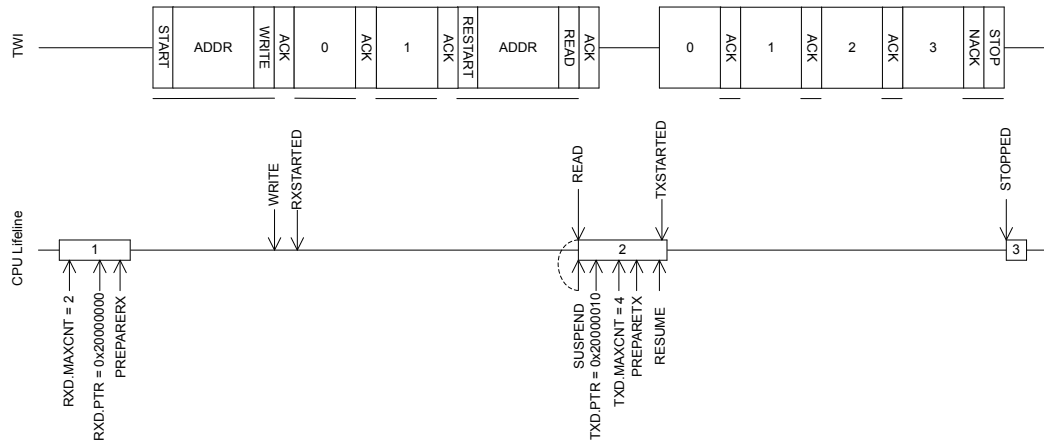 TWI
START
ADDR
WRITE
ACK
0
ACK
1
ACK
RESTART
ADDR
READ
ACK
0
ACK
1
ACK
2
ACK
3
NACK
STOP
CPU Lifeline
WRITE
RXSTARTED
READ
TXSTARTED
STOPPED
1
2
3
RXD.MAXCNT = 2
RXD.PTR = 0x20000000
PREPARERX
SUSPEND
TXD.PTR = 0x20000010
TXD.MAXCNT = 4
PREPARETX
RESUME